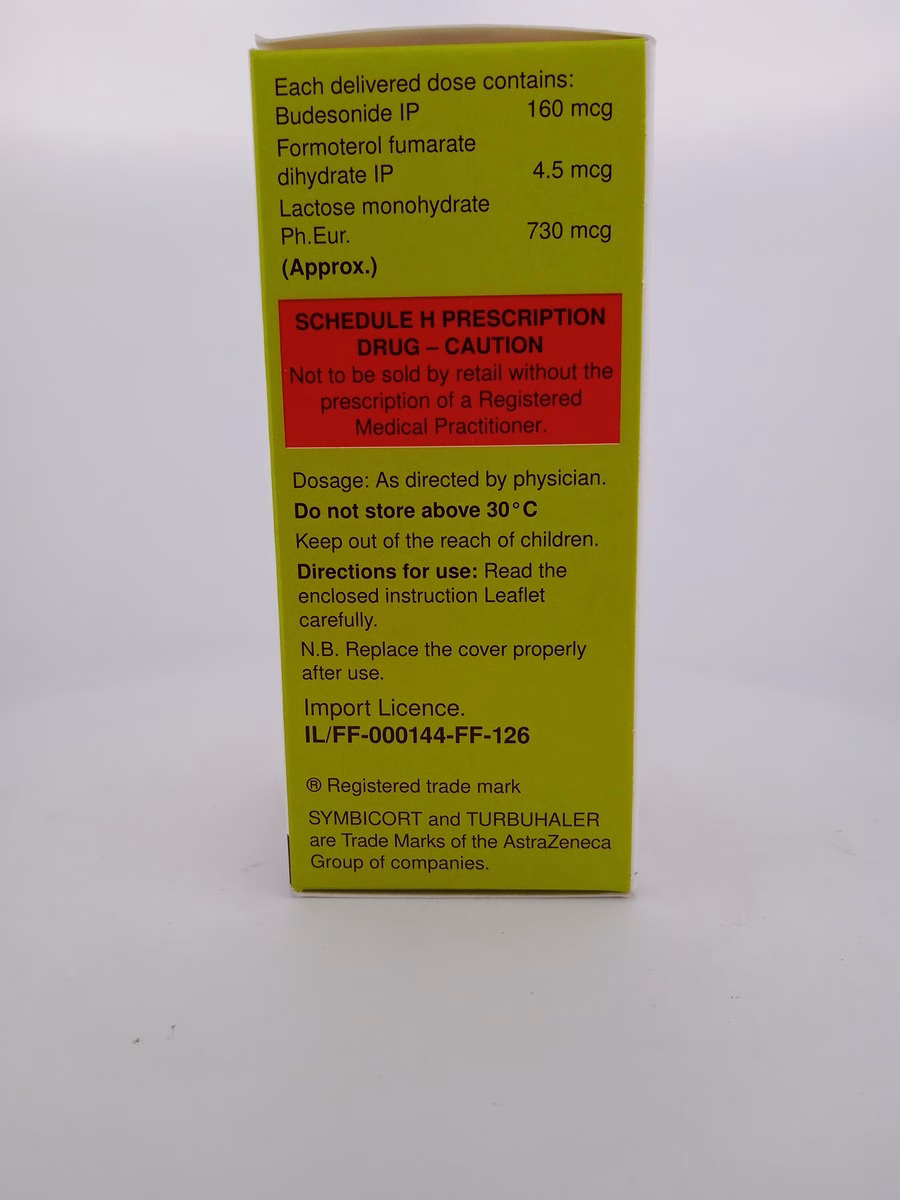 Each delivered dose contains:
Budesonide IP 160 mcg
Formoterol fumarate
dihydrate IP 4.5 mcg
Lactose monohydrate
Ph.Eur. 730 mcg
(Approx.)
SCHEDULE H PRESCRIPTION
DRUG – CAUTION
Not to be sold by retail without the
prescription of a Registered
Medical Practitioner.
Dosage: As directed by physician.
Do not store above 30°C
Keep out of the reach of children.
Directions for use: Read the
enclosed instruction Leaflet
carefully.
N.B. Replace the cover properly
after use.
Import Licence.
IL/FF-000144-FF-126
® Registered trade mark
SYMBICORT and TURBUHALER
are Trade Marks of the AstraZeneca
Group of companies.